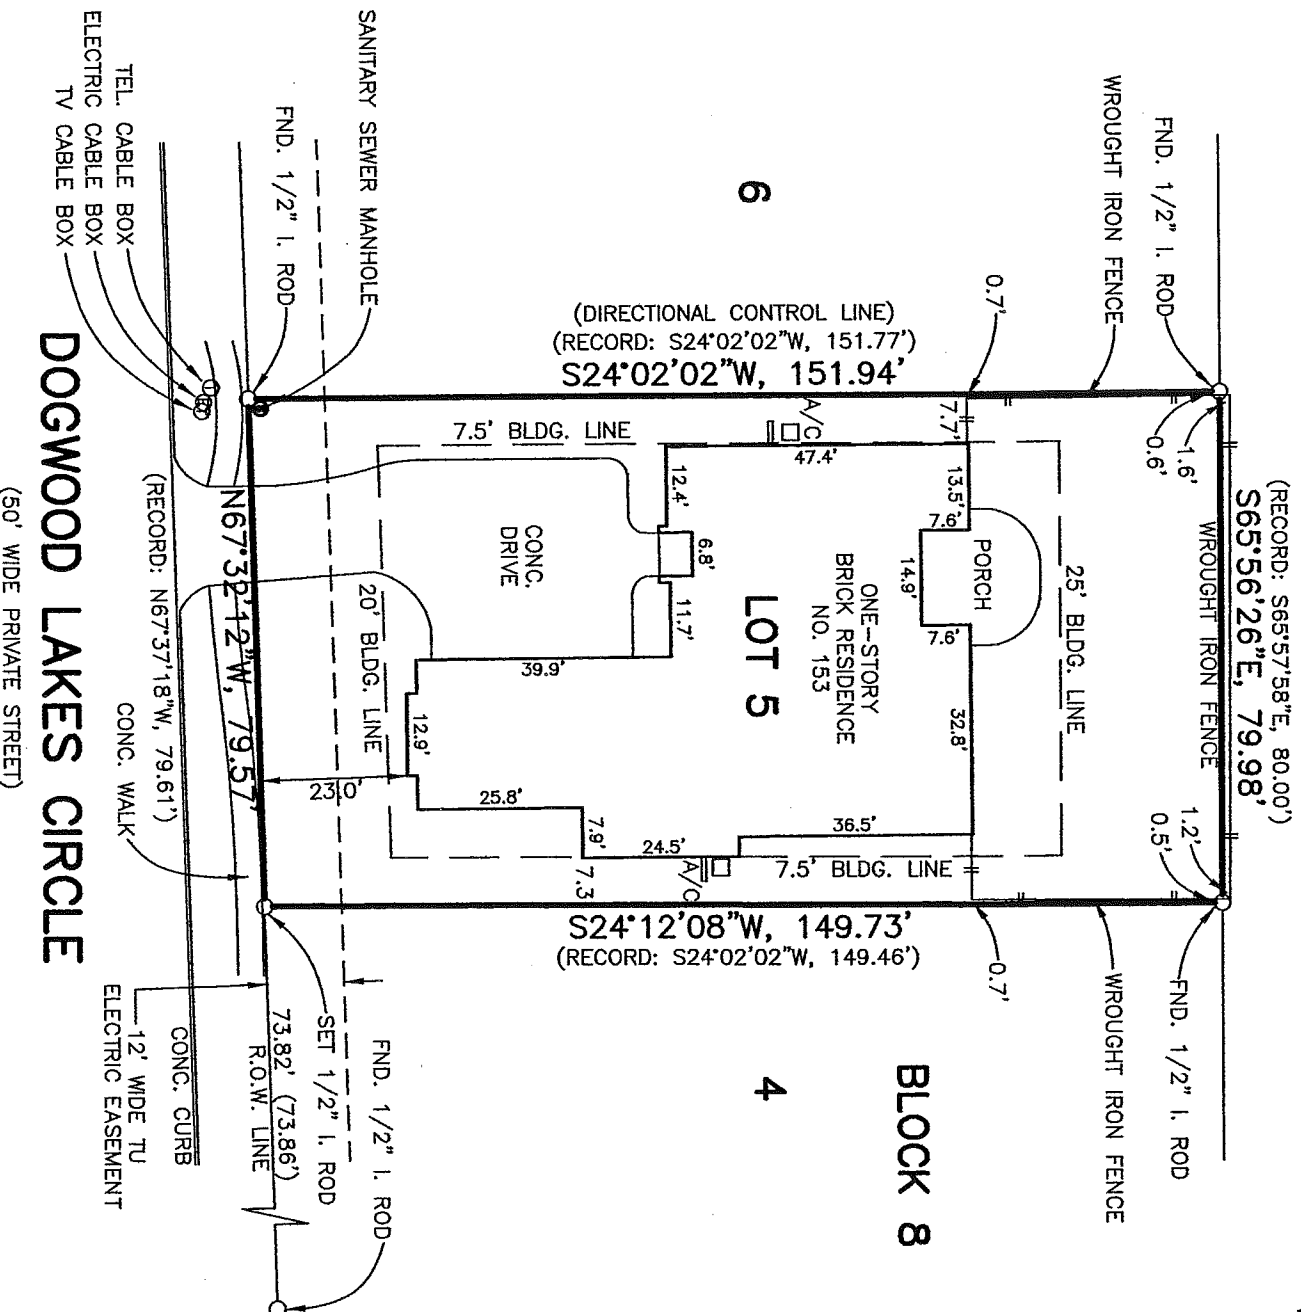 SANITARY SEWER MANHOLE
TEL. CABLE BOX
ELECTRIC CABLE BOX
TV CABLE BOX
FND. 1/2" I. ROD
6
WROUGHT IRON FENCE
FND. 1/2" I. ROD
0.7'
(DIRECTIONAL CONTROL LINE)
(RECORD: S24°02'02"W, 151.77')
S24°02'02"W, 151.94'
7.5' BLDG. LINE
A/C
47.4'
7.7'
1.6'
0.6'
(RECORD: S65°57'58"E, 80.00')
S65°56'26"E, 79.98'
WROUGHT IRON FENCE
12.4'
13.5'
7.6'
6.8'
14.9'
PORCH
25' BLDG. LINE
CONC.
DRIVE
ONE-STORY
BRICK RESIDENCE
NO. 153
LOT 5
11.7'
7.6'
20' BLDG. LINE
39.9'
12.9'
32.8'
23.0'
25.8'
36.5'
7.9'
24.5'
7.3
A/C
7.5' BLDG. LINE
1.2'
0.5'
S24°12'08"W, 149.73'
(RECORD: S24°02'02"W, 149.46')
0.7'
N67°32'12"W, 79.57'
(RECORD: N67°37'18"W, 79.61')
DOGWOOD LAKES CIRCLE
(50' WIDE PRIVATE STREET)
CONC. WALK
FND. 1/2" I. ROD
WROUGHT IRON FENCE
BLOCK 8
4
FND. 1/2" I. ROD
SET 1/2" I. ROD
73.82' (73.86')
R.O.W. LINE
CONC. CURB
12' WIDE TU
ELECTRIC EASEMENT